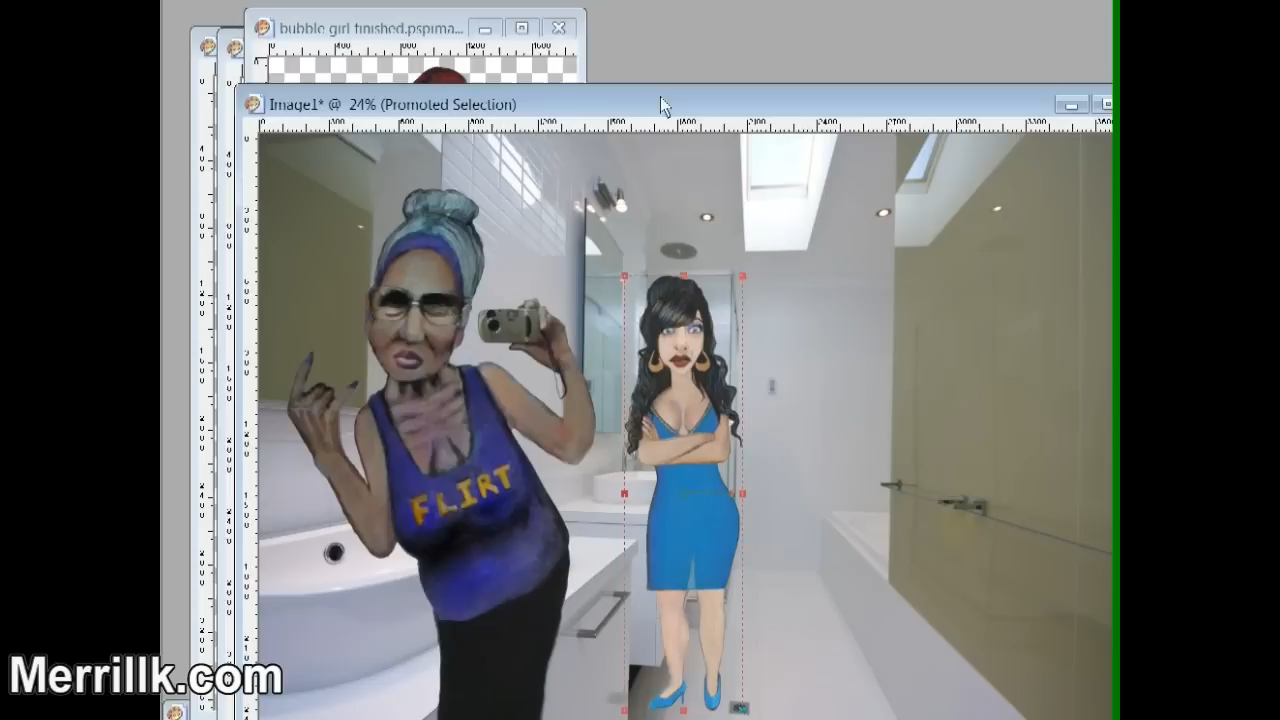 bubble girl finished.pspima...
Image1* @ 24% (Promoted Selection)
FLIRT
Merrillk.com